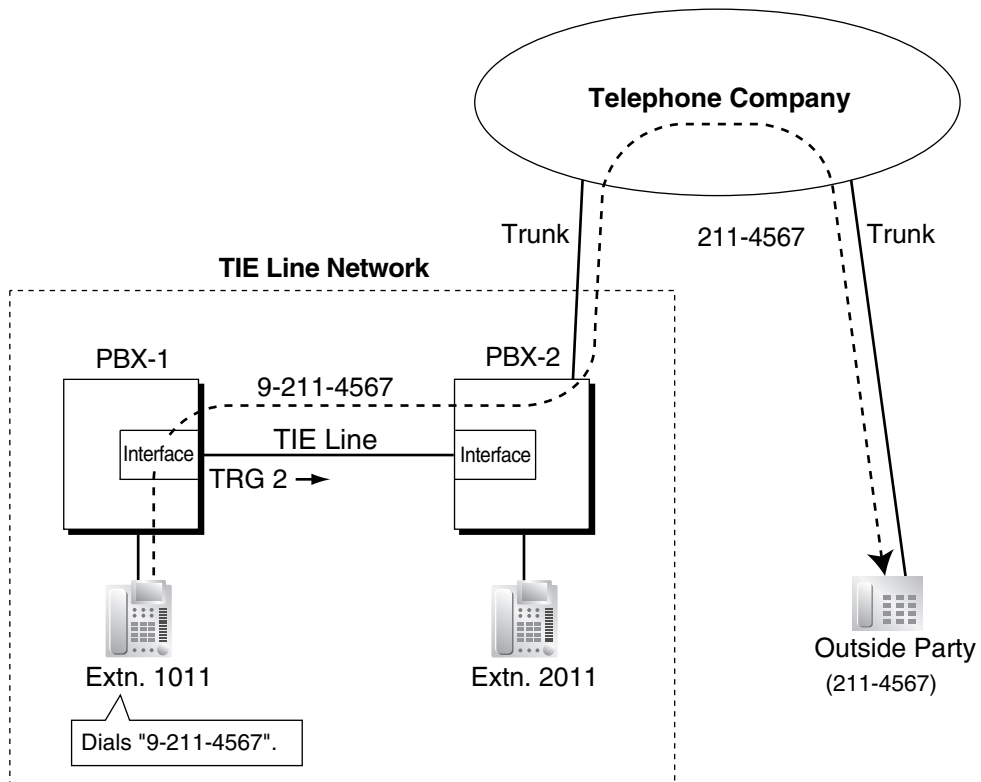 Telephone Company
Trunk
211-4567
Trunk
TIE Line Network
PBX-1
PBX-2
9-211-4567
Interface
TIE Line
Interface
TRG 2 →
Extn. 1011
Extn. 2011
Outside Party
(211-4567)
Dials "9-211-4567".